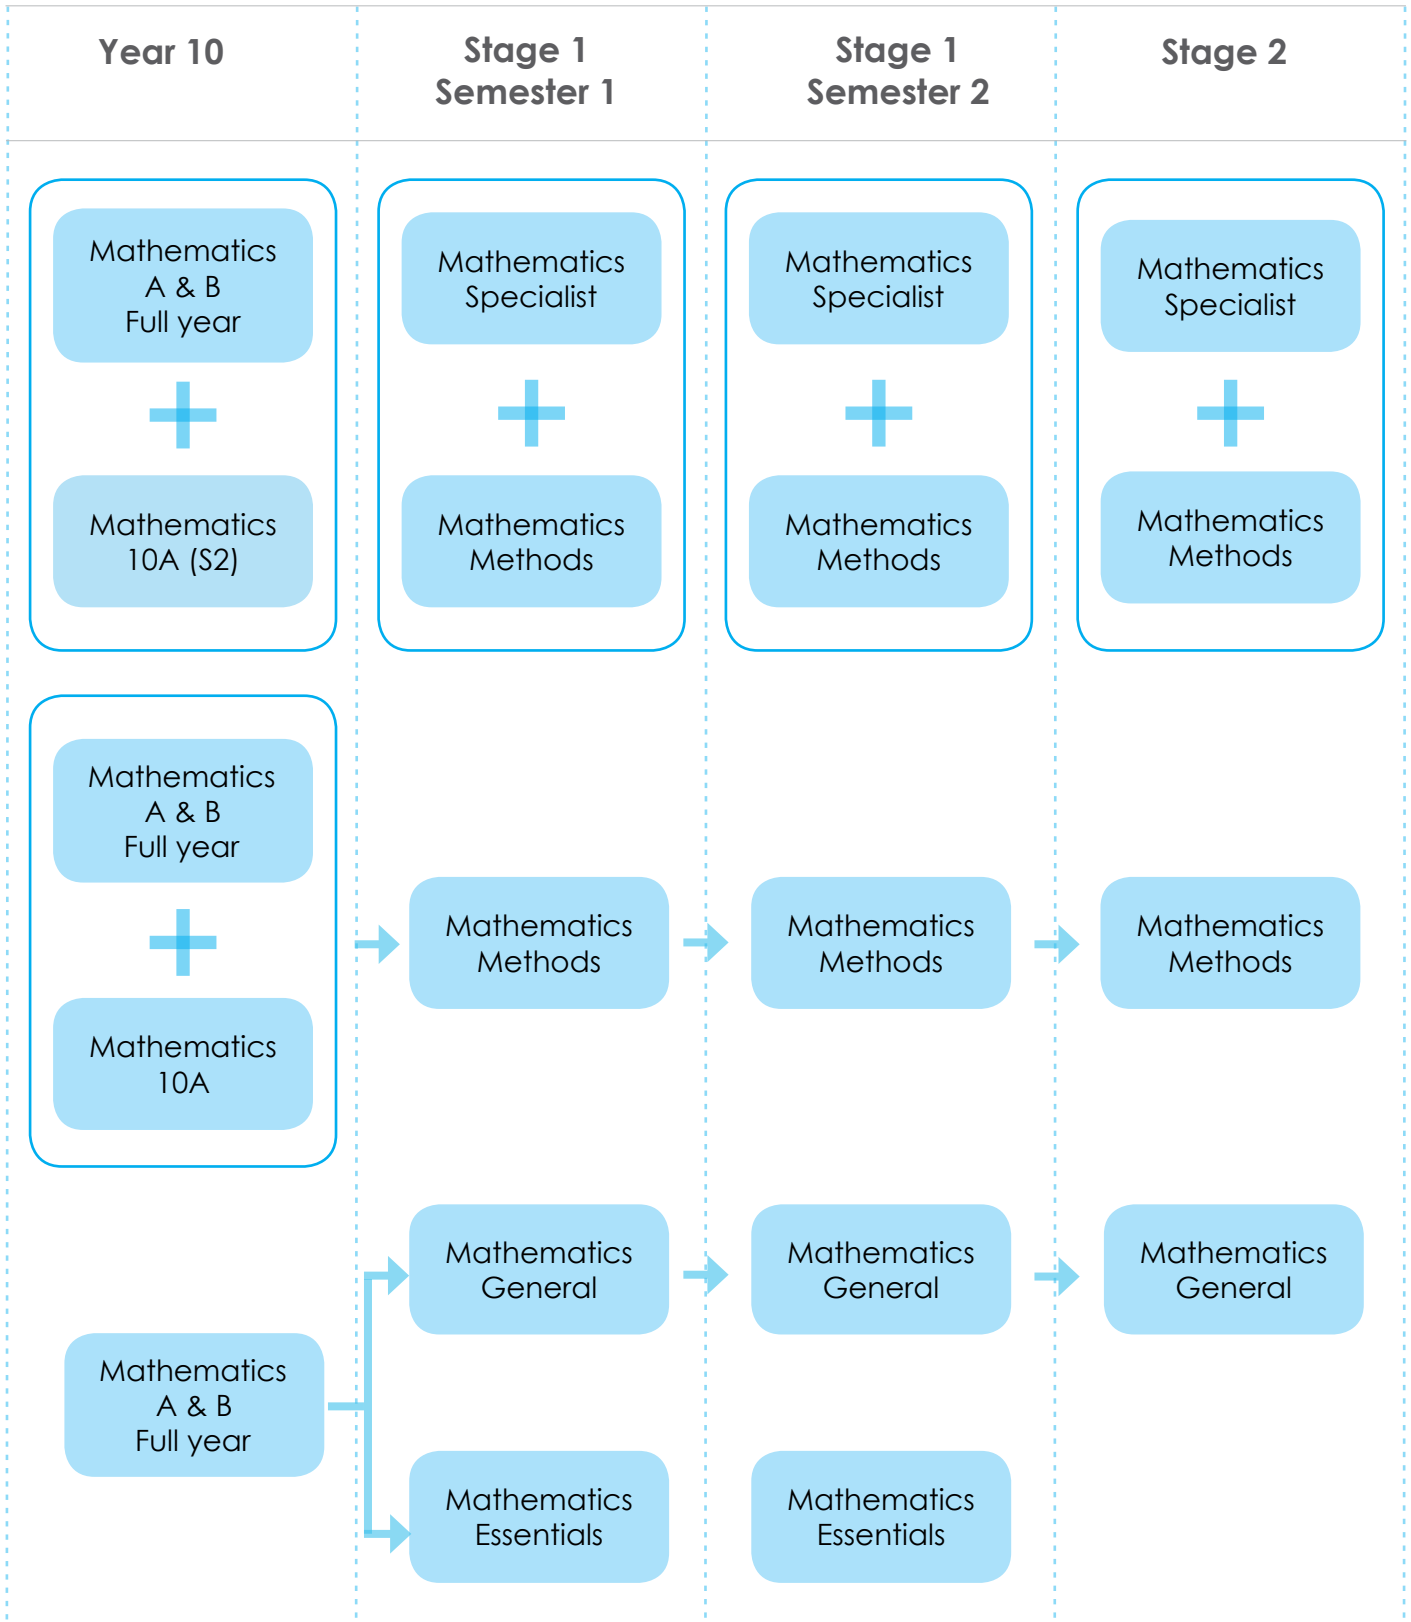 Year 10
Stage 1
Semester 1
Stage 1
Semester 2
Stage 2
Mathematics
A & B
Full year
Mathematics
10A (S2)
Mathematics
Specialist
Mathematics
Methods
Mathematics
Specialist
Mathematics
Methods
Mathematics
Specialist
Mathematics
Methods
Mathematics
A & B
Full year
Mathematics
10A
Mathematics
Methods
Mathematics
Methods
Mathematics
Methods
Mathematics
A & B
Full year
Mathematics
General
Mathematics
General
Mathematics
General
Mathematics
Essentials
Mathematics
Essentials